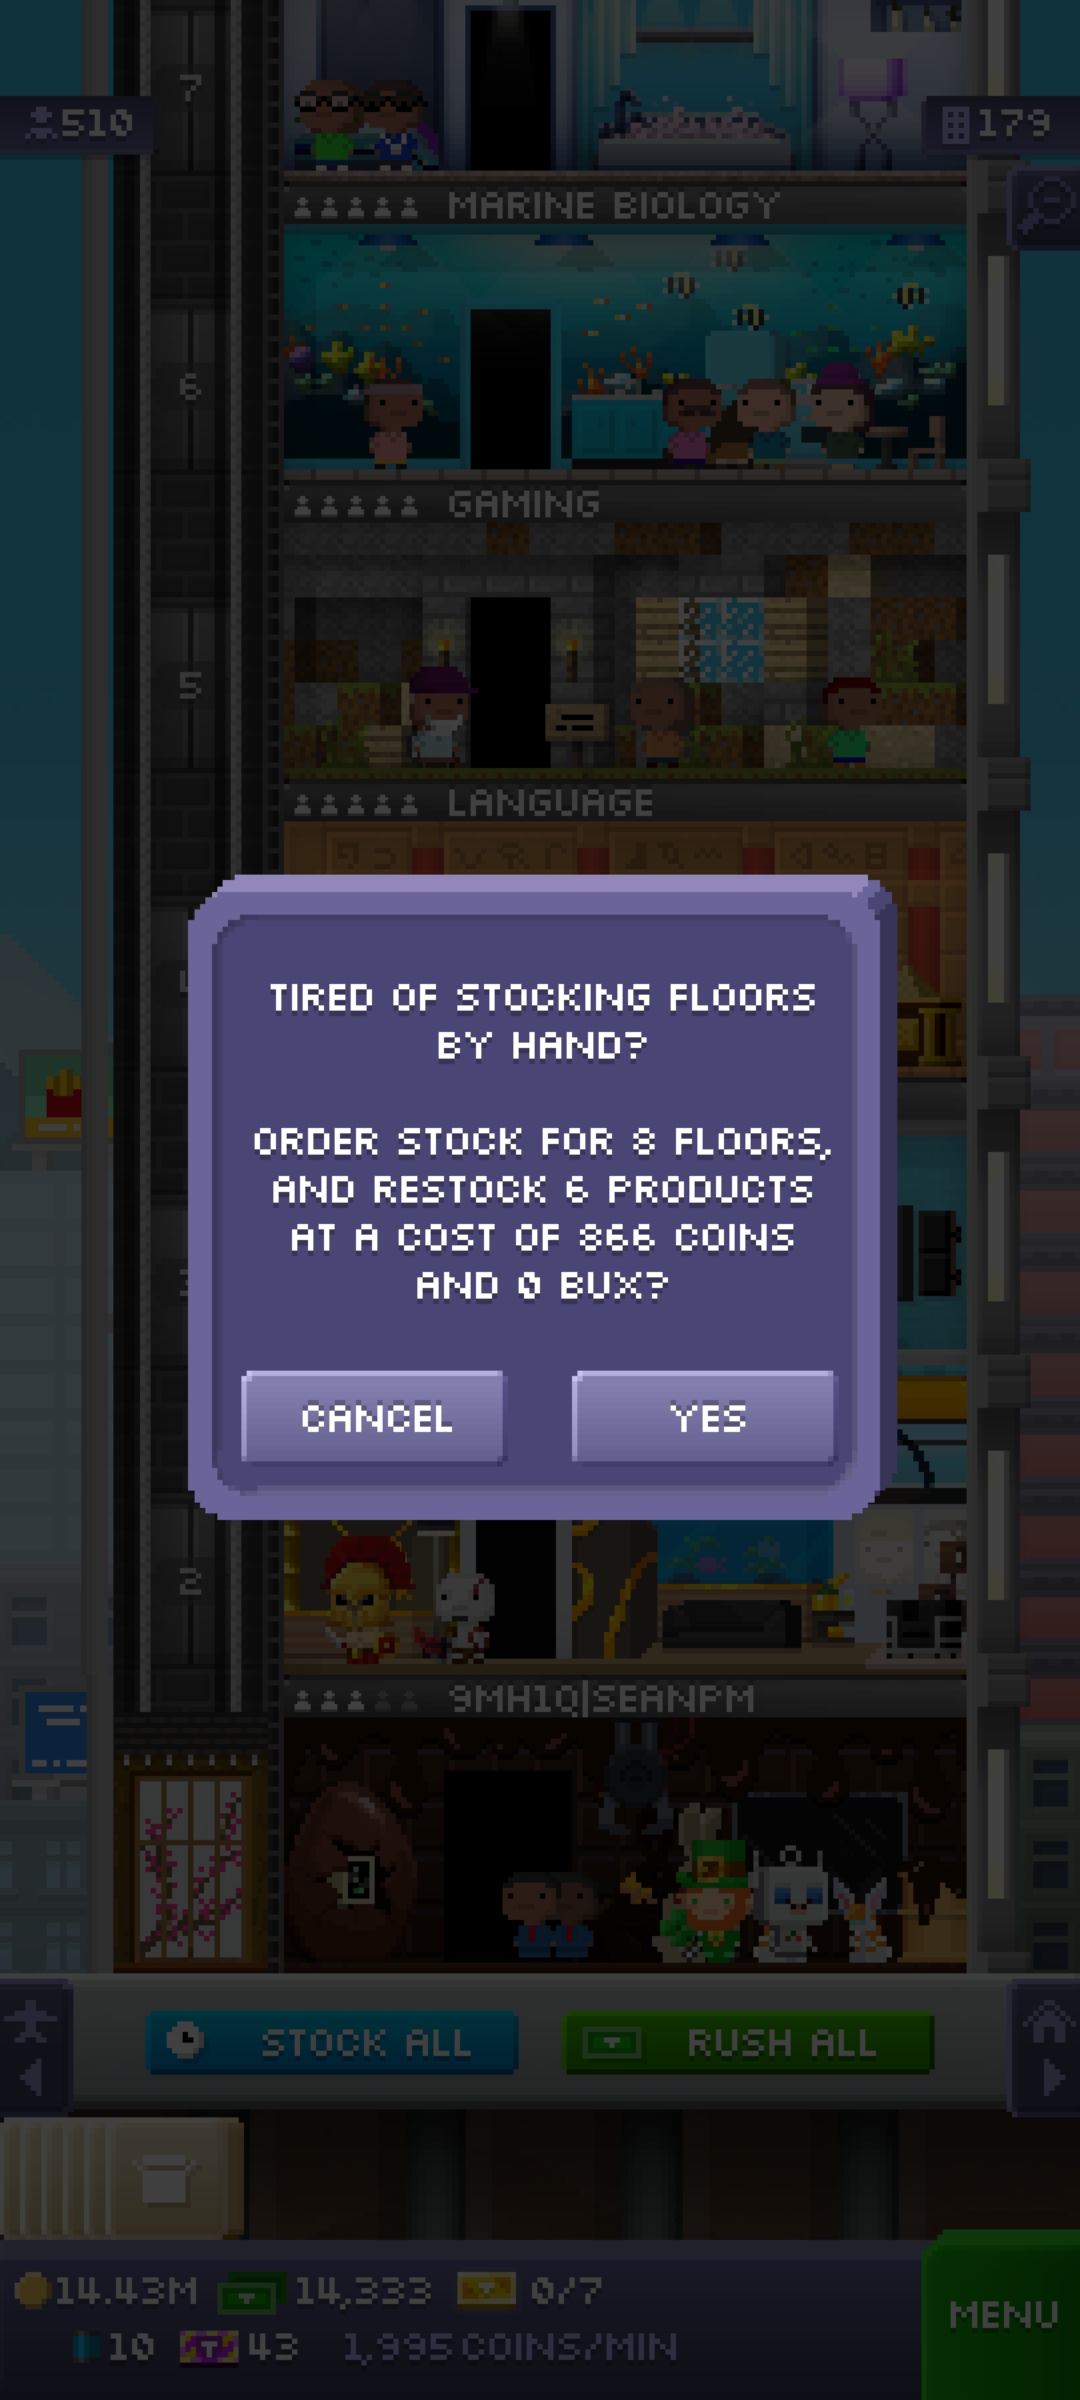 7
510
179
MARINE BIOLOGY
6
GAMING
5
LANGUAGE
TIRED OF STOCKING FLOORS
BY HAND?
ORDER STOCK FOR 8 FLOORS,
AND RESTOCK 6 PRODUCTS
AT A COST OF 866 COINS
AND 0 BUX?
CANCEL
YES
2
9MH1Q|SEANPM
STOCK ALL
RUSH ALL
14.43M
14,333
0/7
MENU
10
43
1,995 COINS/MIN